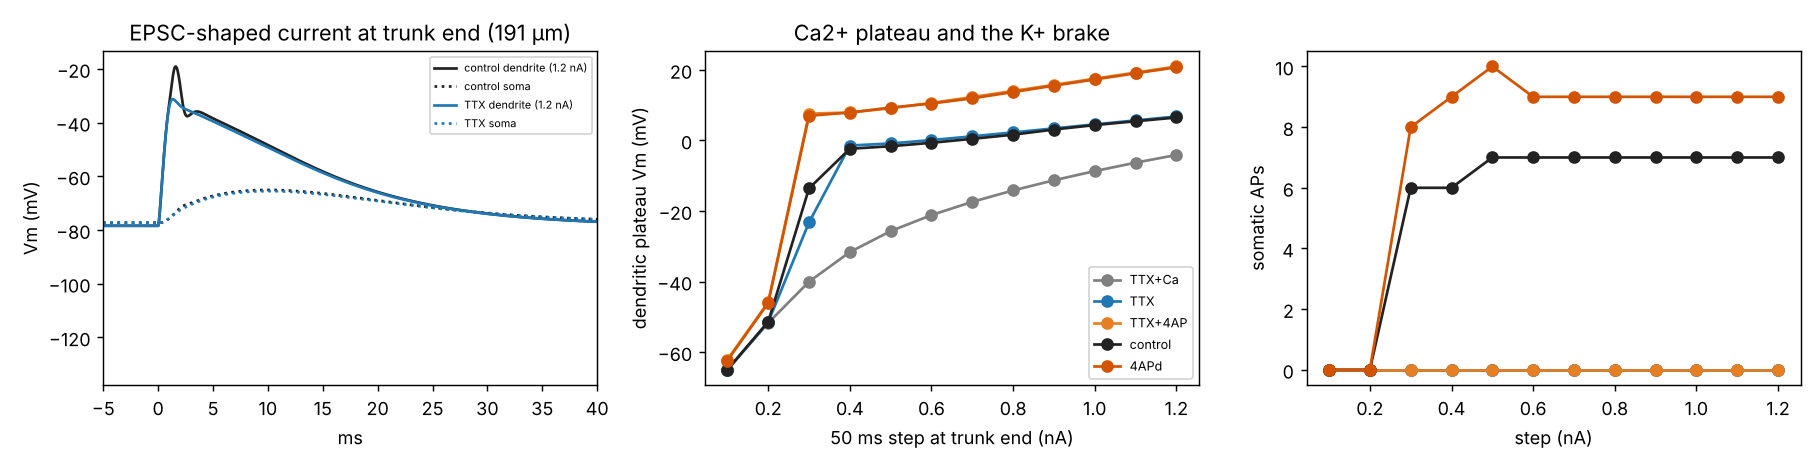 EPSC-shaped current at trunk end (191 μm)
Vm (mV)
−20
−40
−60
−80
−100
−120
control dendrite (1.2 nA)
control soma
TTX dendrite (1.2 nA)
TTX soma
−5 0 5 10 15 20 25 30 35 40
ms
Ca2+ plateau and the K+ brake
dendritic plateau Vm (mV)
20
0
−20
−40
−60
TTX+Ca
TTX
TTX+4AP
control
4APd
0.2 0.4 0.6 0.8 1.0 1.2
50 ms step at trunk end (nA)
somatic APs
10
8
6
4
2
0
0.2 0.4 0.6 0.8 1.0 1.2
step (nA)